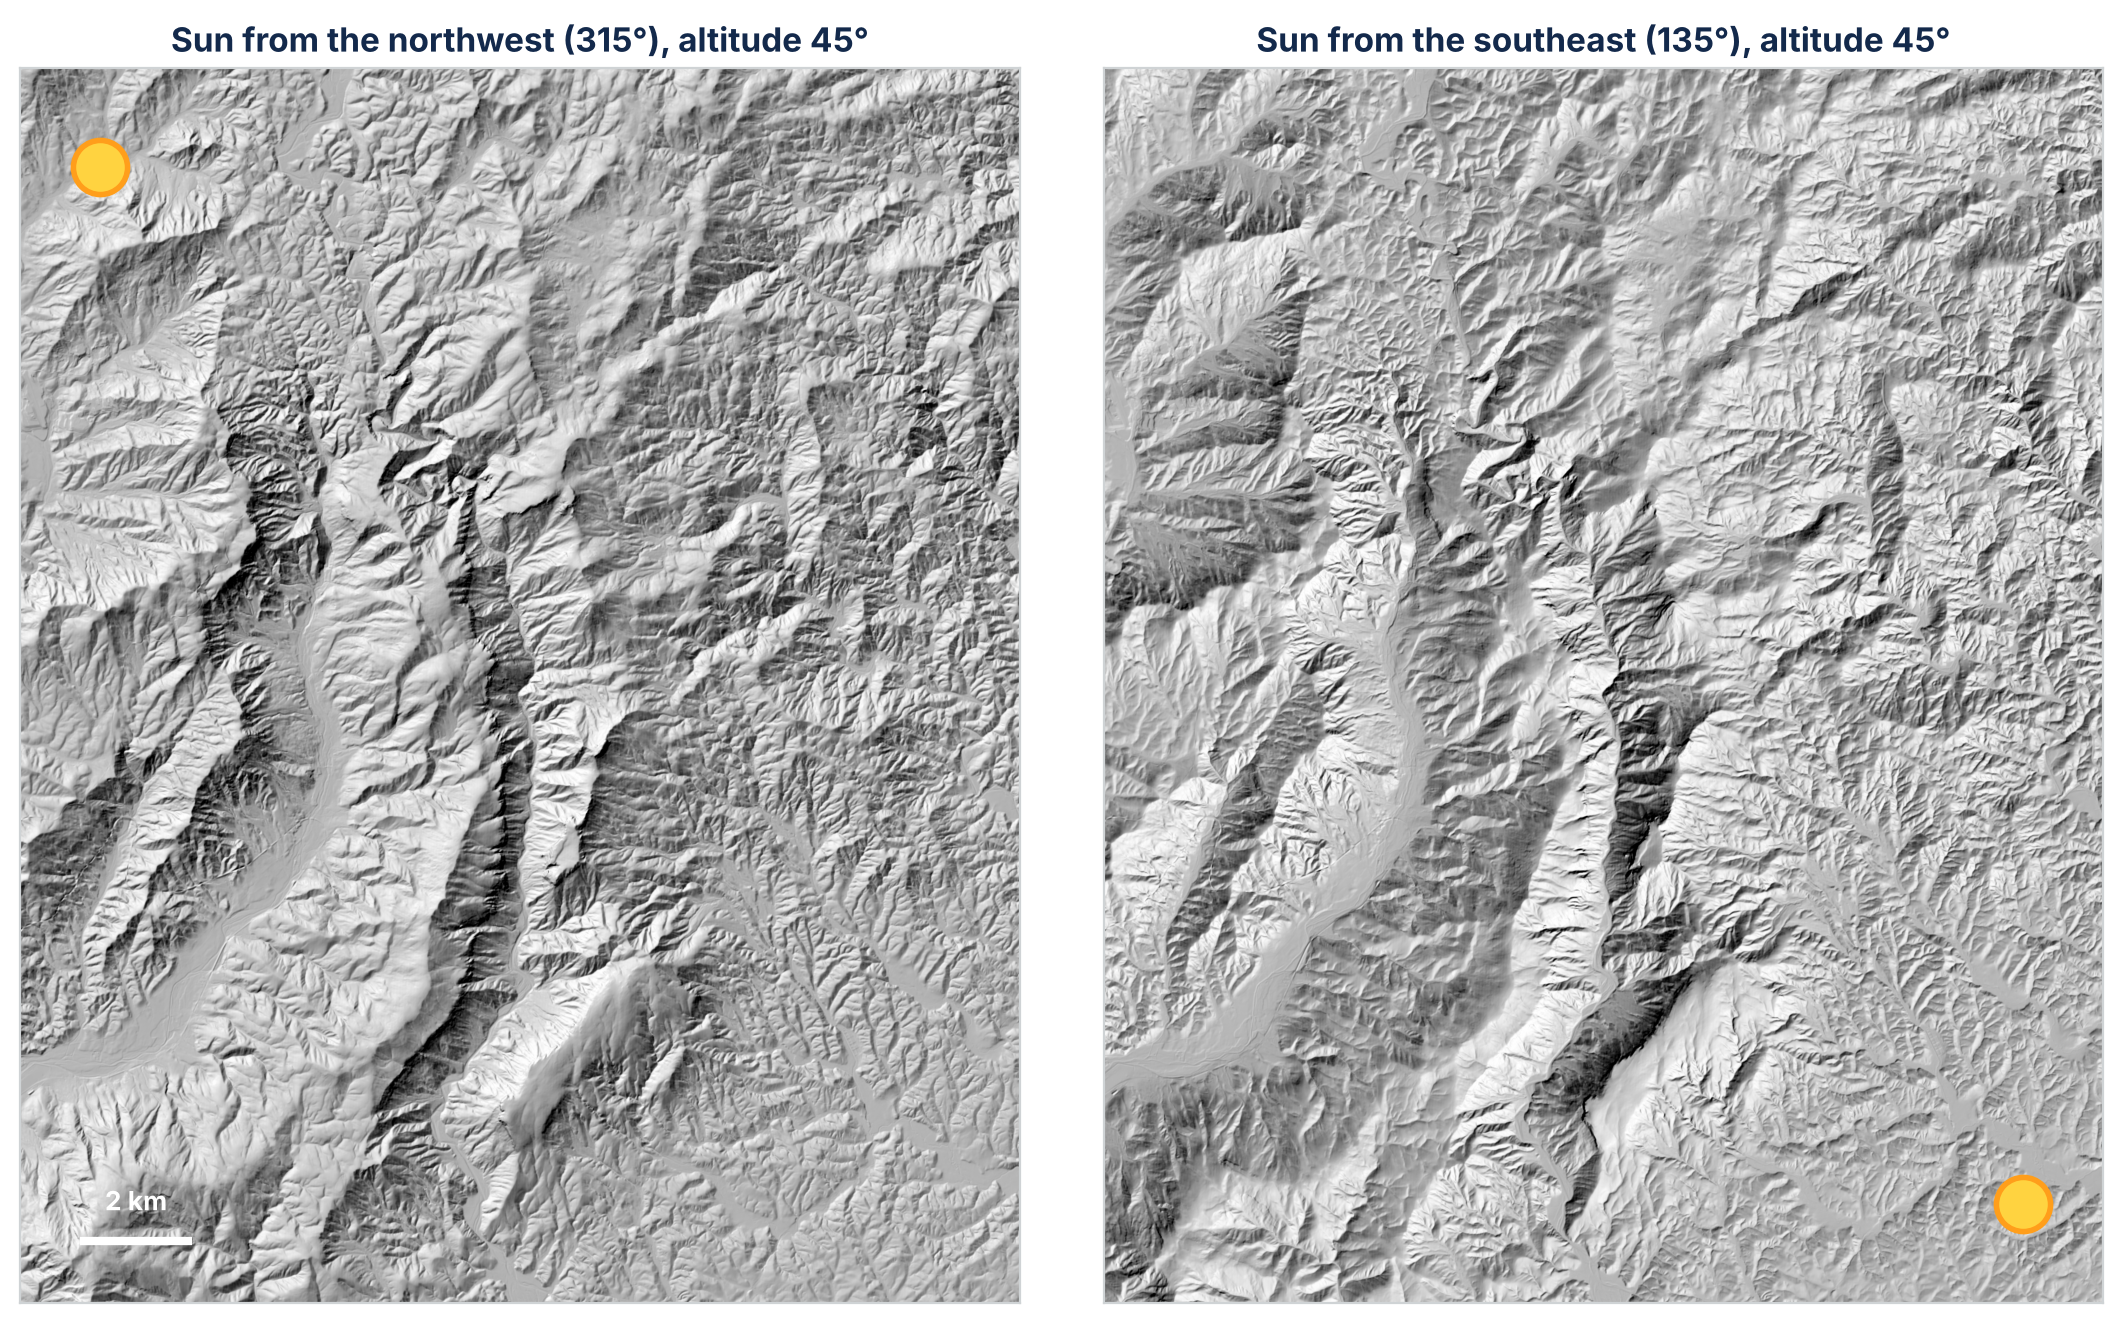 Sun from the northwest (315°), altitude 45°
Sun from the southeast (135°), altitude 45°
2 km